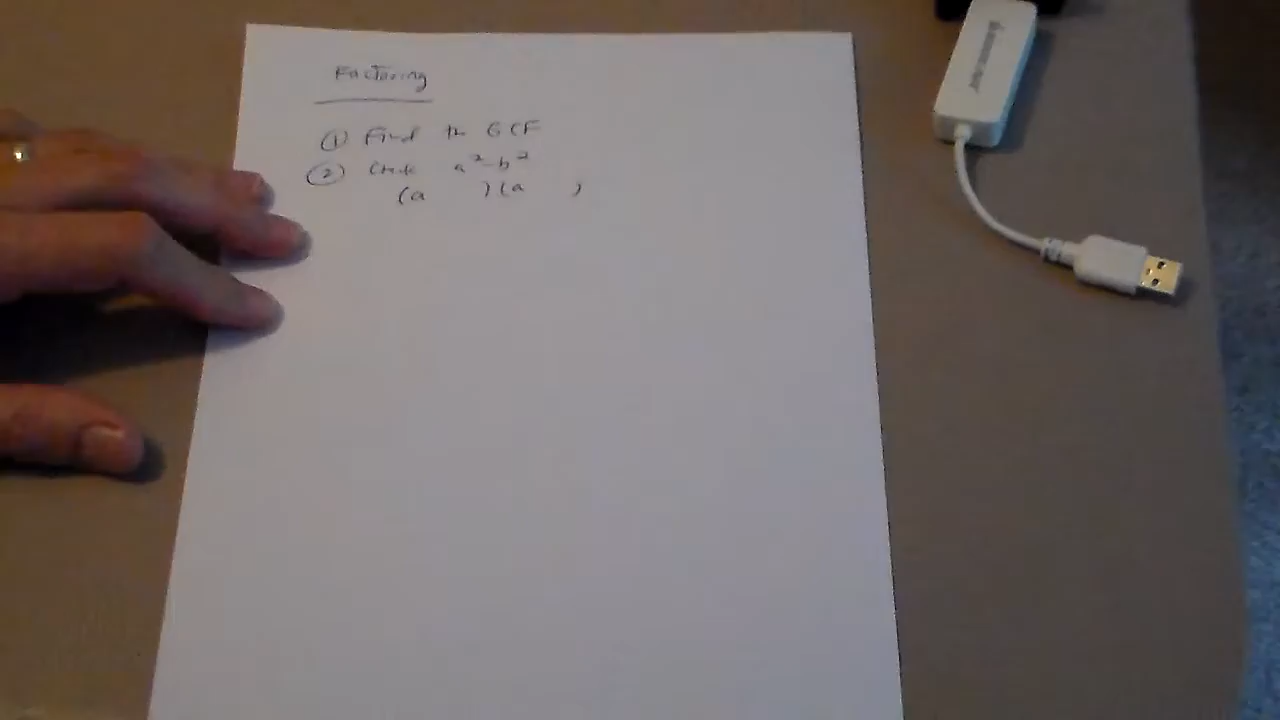 Factoring
① Find the GCF
② Check a²-b²
(a )(a )